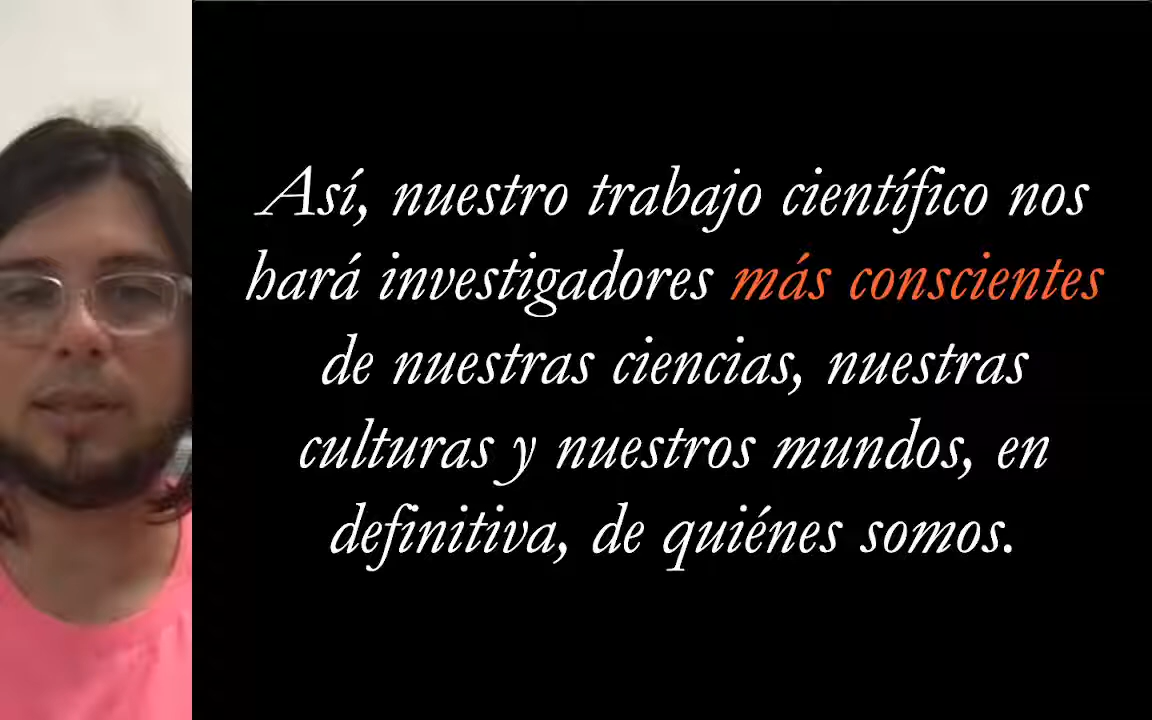 Así, nuestro trabajo científico nos
hará investigadores más conscientes
de nuestras ciencias, nuestras
culturas y nuestros mundos, en
definitiva, de quiénes somos.